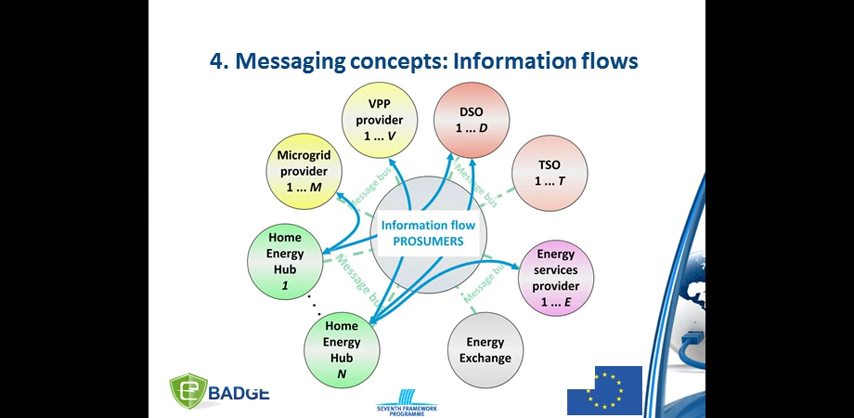 4. Messaging concepts: Information flows
VPP
provider
1 ... V
DSO
1 ... D
Microgrid
provider
1 ... M
TSO
1 ... T
Message bus
Message bus
Information flow
PROSUMERS
Home
Energy
Hub
1
Message bus
Message bus
Energy
services
provider
1 ... E
Home
Energy
Hub
N
Energy
Exchange
e
BADGE
SEVENTH FRAMEWORK
PROGRAMME